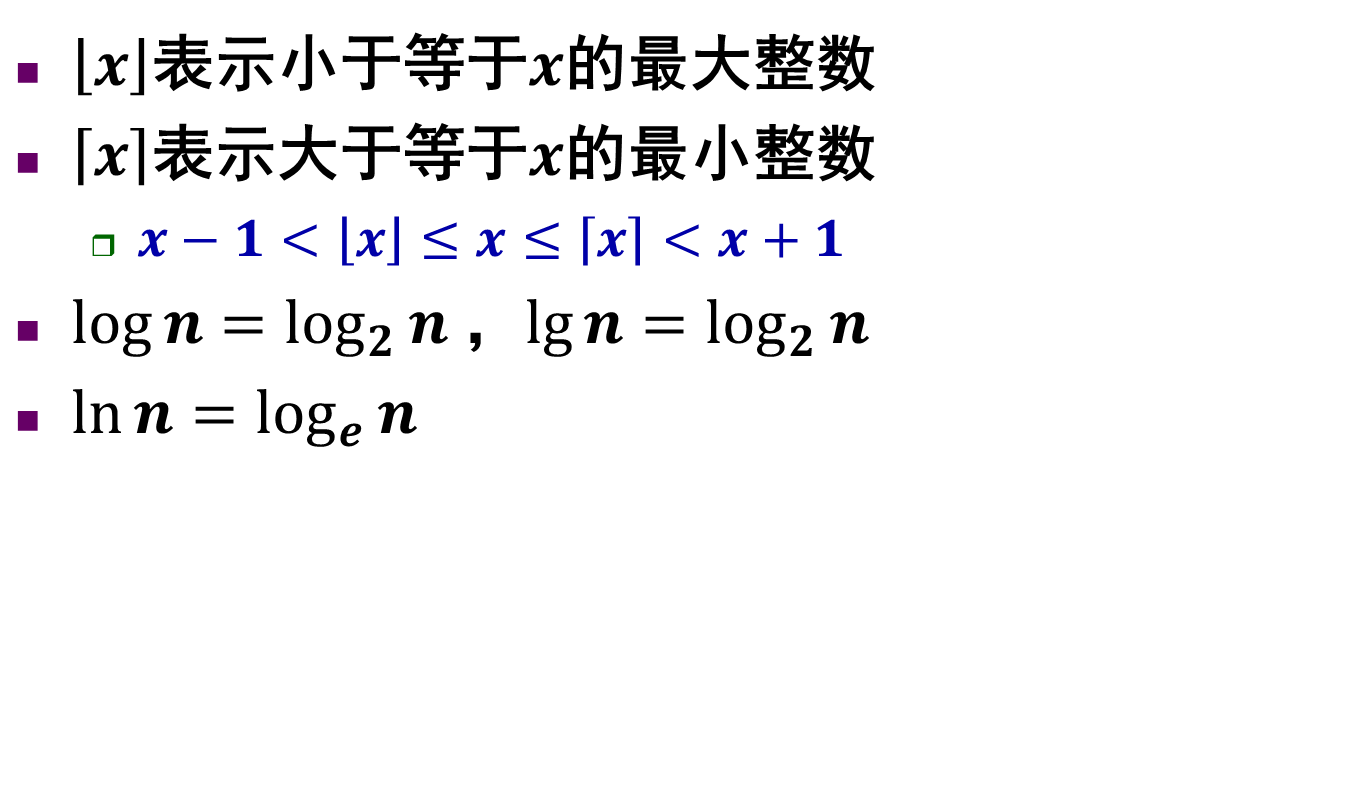 ⌊x⌋表示小于等于x的最大整数
⌈x⌉表示大于等于x的最小整数
x − 1 < ⌊x⌋ ≤ x ≤ ⌈x⌉ < x + 1
log n = log₂ n ，lg n = log₂ n
ln n = logₑ n